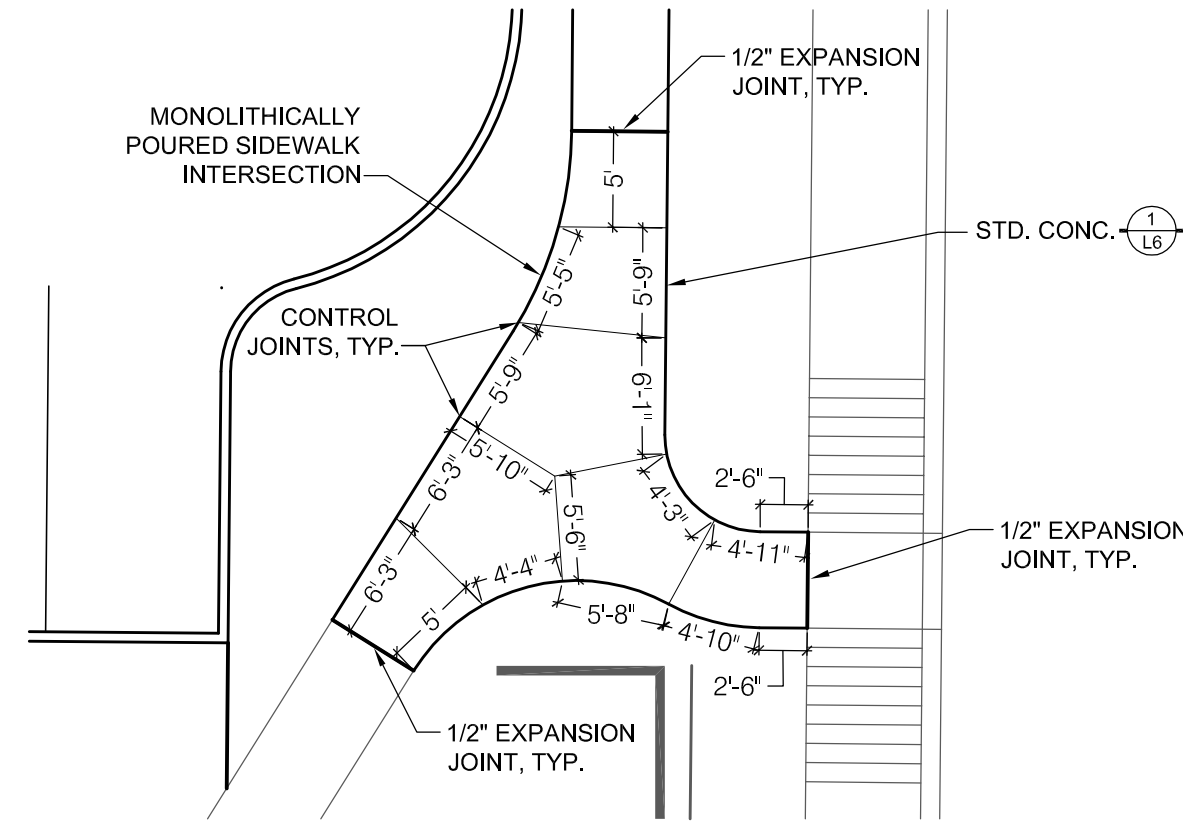 1/2" EXPANSION
JOINT, TYP.
MONOLITHICALLY
POURED SIDEWALK
INTERSECTION
5'
STD. CONC.
1
L6
5'-5"
5'-9"
CONTROL
JOINTS, TYP.
5'-9"
6'-1"
5'-10"
6'-3"
4'-3"
2'-6"
5'-6"
4'-11"
1/2" EXPANSION
JOINT, TYP.
4'-4"
6'-3"
5'
5'-8"
4'-10"
2'-6"
1/2" EXPANSION
JOINT, TYP.